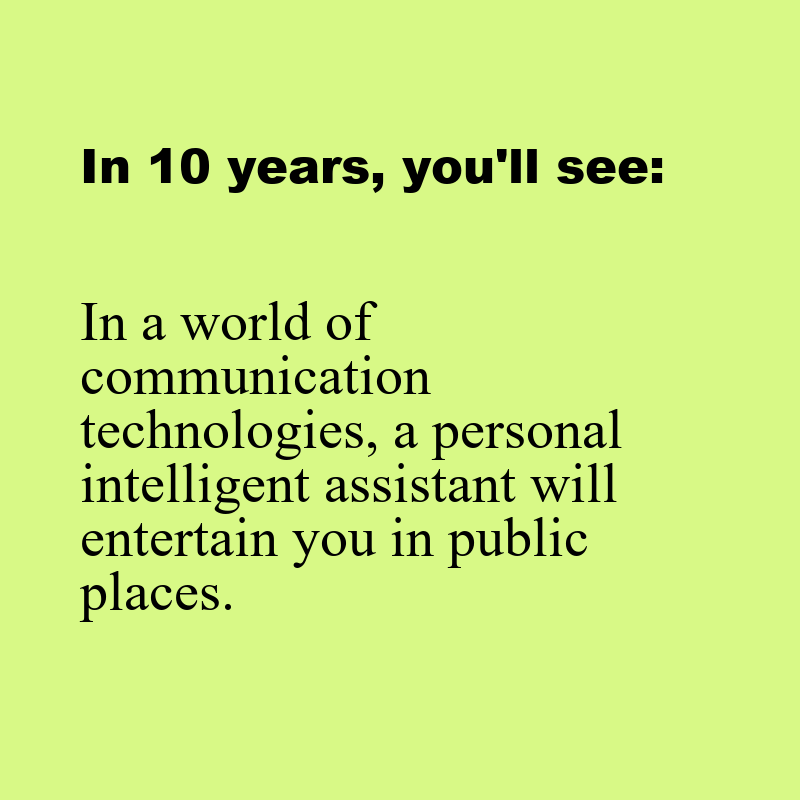 In 10 years, you'll see:
In a world of
communication
technologies, a personal
intelligent assistant will
entertain you in public
places.